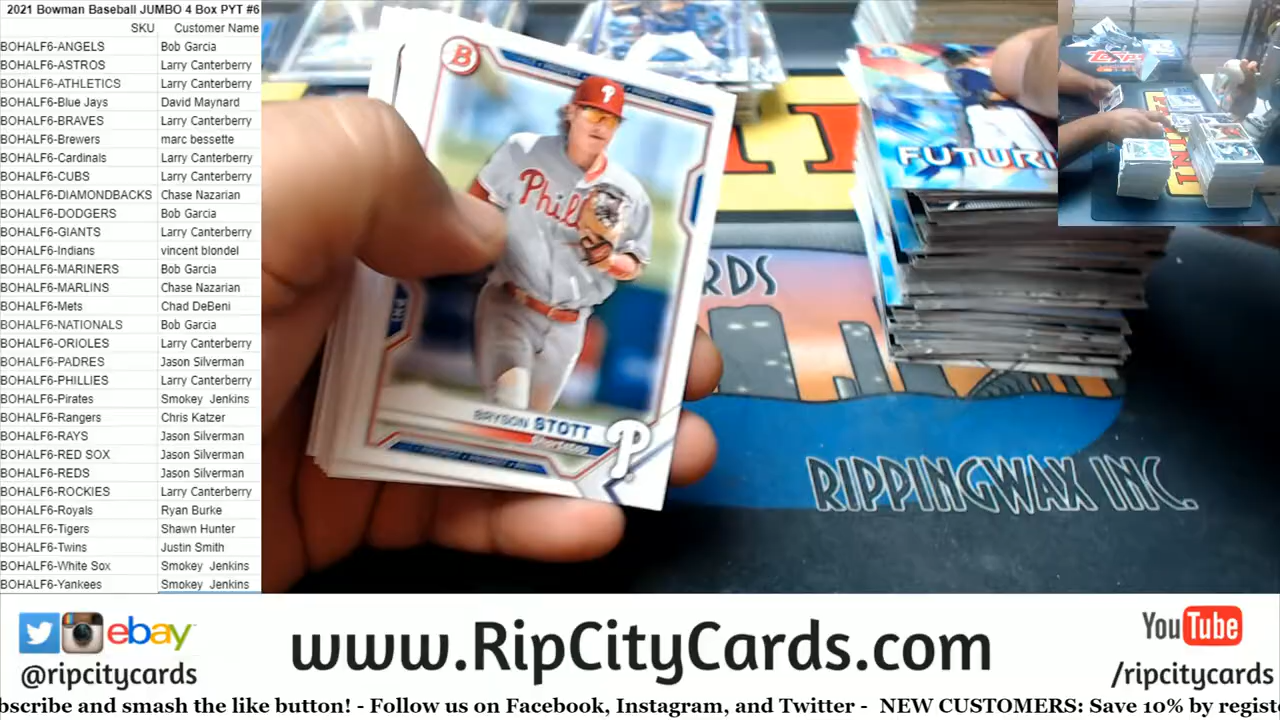 2021 Bowman Baseball JUMBO 4 Box PYT #6
SKU Customer Name
BOHALF6-ANGELS Bob Garcia
BOHALF6-ASTROS Larry Canterberry
BOHALF6-ATHLETICS Larry Canterberry
BOHALF6-Blue Jays David Maynard
BOHALF6-BRAVES Larry Canterberry
BOHALF6-Brewers marc bessette
BOHALF6-Cardinals Larry Canterberry
BOHALF6-CUBS Larry Canterberry
BOHALF6-DIAMONDBACKS Chase Nazarian
BOHALF6-DODGERS Bob Garcia
BOHALF6-GIANTS Larry Canterberry
BOHALF6-Indians vincent blondel
BOHALF6-MARINERS Bob Garcia
BOHALF6-MARLINS Chase Nazarian
BOHALF6-Mets Chad DeBeni
BOHALF6-NATIONALS Bob Garcia
BOHALF6-ORIOLES Larry Canterberry
BOHALF6-PADRES Jason Silverman
BOHALF6-PHILLIES Larry Canterberry
BOHALF6-Pirates Smokey Jenkins
BOHALF6-Rangers Chris Katzer
BOHALF6-RAYS Jason Silverman
BOHALF6-RED SOX Jason Silverman
BOHALF6-REDS Jason Silverman
BOHALF6-ROCKIES Larry Canterberry
BOHALF6-Royals Ryan Burke
BOHALF6-Tigers Shawn Hunter
BOHALF6-Twins Justin Smith
BOHALF6-White Sox Smokey Jenkins
BOHALF6-Yankees Smokey Jenkins
B
Phil
BRYSON STOTT
Shortstop
P
FUTURI
RDS
RIPPINGWAX INC.
Topps
ebay
@ripcitycards
www.RipCityCards.com
YouTube
/ripcitycards
bscribe and smash the like button! - Follow us on Facebook, Instagram, and Twitter - NEW CUSTOMERS: Save 10% by registe